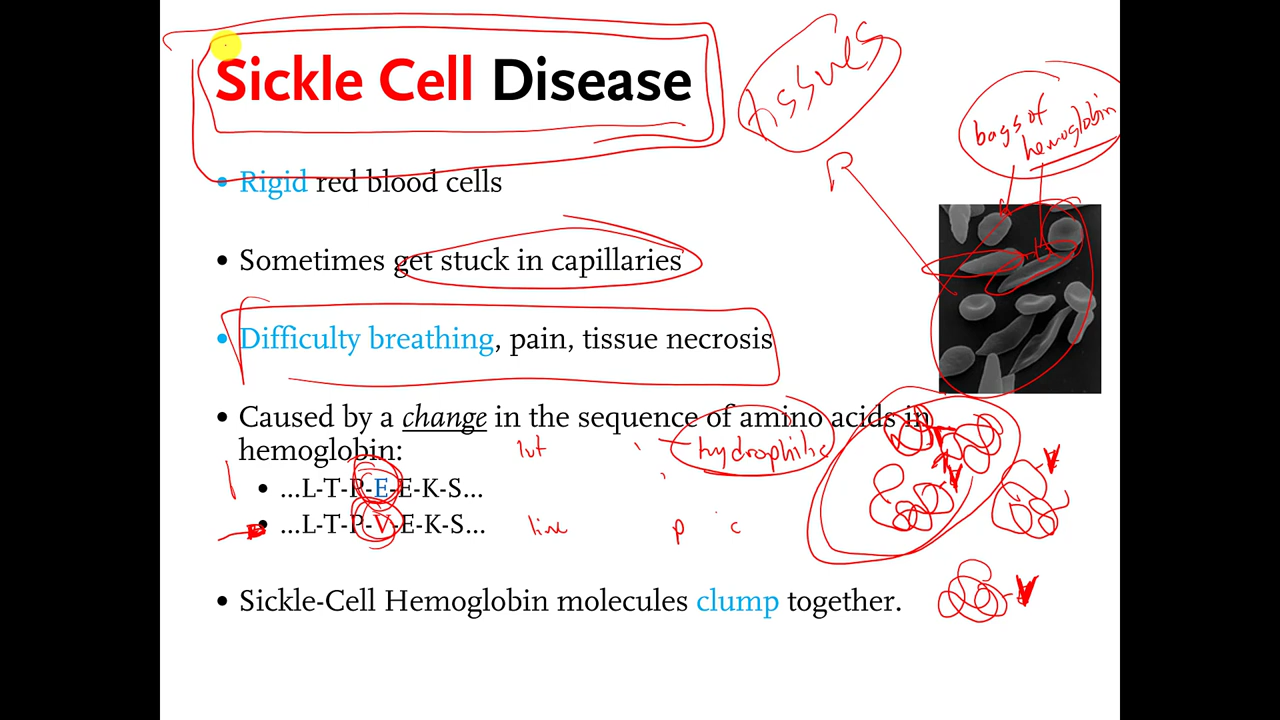 Sickle Cell Disease
tissues
bags of
hemoglobin
• Rigid red blood cells
• Sometimes get stuck in capillaries
• Difficulty breathing, pain, tissue necrosis
• Caused by a change in the sequence of amino acids in
hemoglobin:
hydrophilic
• ...L-T-P-E-E-K-S...
• ...L-T-P-V-E-K-S...
• Sickle-Cell Hemoglobin molecules clump together.